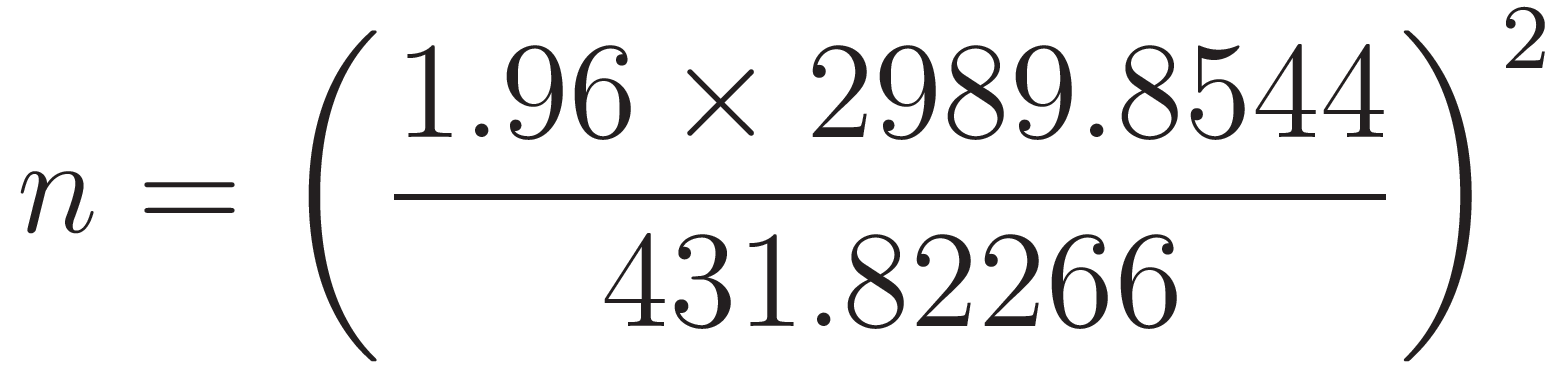 n = ( 1.96 × 2989.8544 / 431.82266 )²